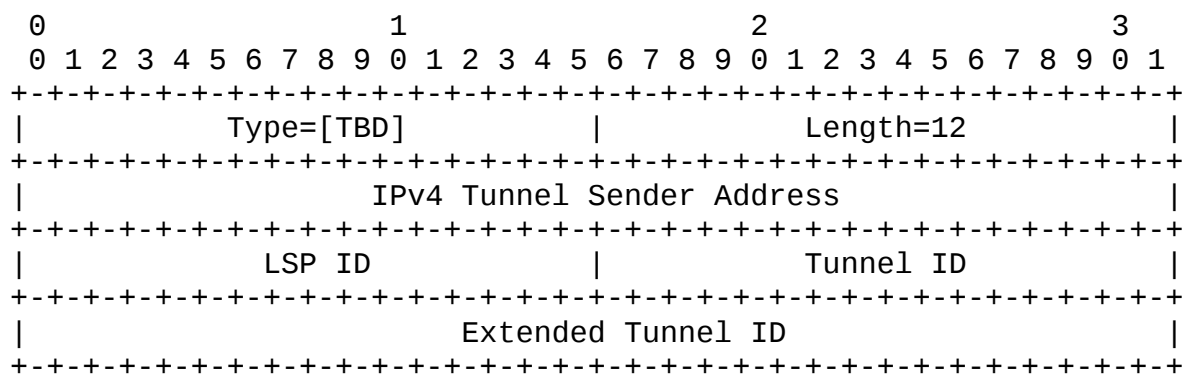 0                   1                   2                   3
 0 1 2 3 4 5 6 7 8 9 0 1 2 3 4 5 6 7 8 9 0 1 2 3 4 5 6 7 8 9 0 1
+-+-+-+-+-+-+-+-+-+-+-+-+-+-+-+-+-+-+-+-+-+-+-+-+-+-+-+-+-+-+-+-+
|           Type=[TBD]          |           Length=12           |
+-+-+-+-+-+-+-+-+-+-+-+-+-+-+-+-+-+-+-+-+-+-+-+-+-+-+-+-+-+-+-+-+
|                   IPv4 Tunnel Sender Address                  |
+-+-+-+-+-+-+-+-+-+-+-+-+-+-+-+-+-+-+-+-+-+-+-+-+-+-+-+-+-+-+-+-+
|             LSP ID            |           Tunnel ID           |
+-+-+-+-+-+-+-+-+-+-+-+-+-+-+-+-+-+-+-+-+-+-+-+-+-+-+-+-+-+-+-+-+
|                        Extended Tunnel ID                     |
+-+-+-+-+-+-+-+-+-+-+-+-+-+-+-+-+-+-+-+-+-+-+-+-+-+-+-+-+-+-+-+-+